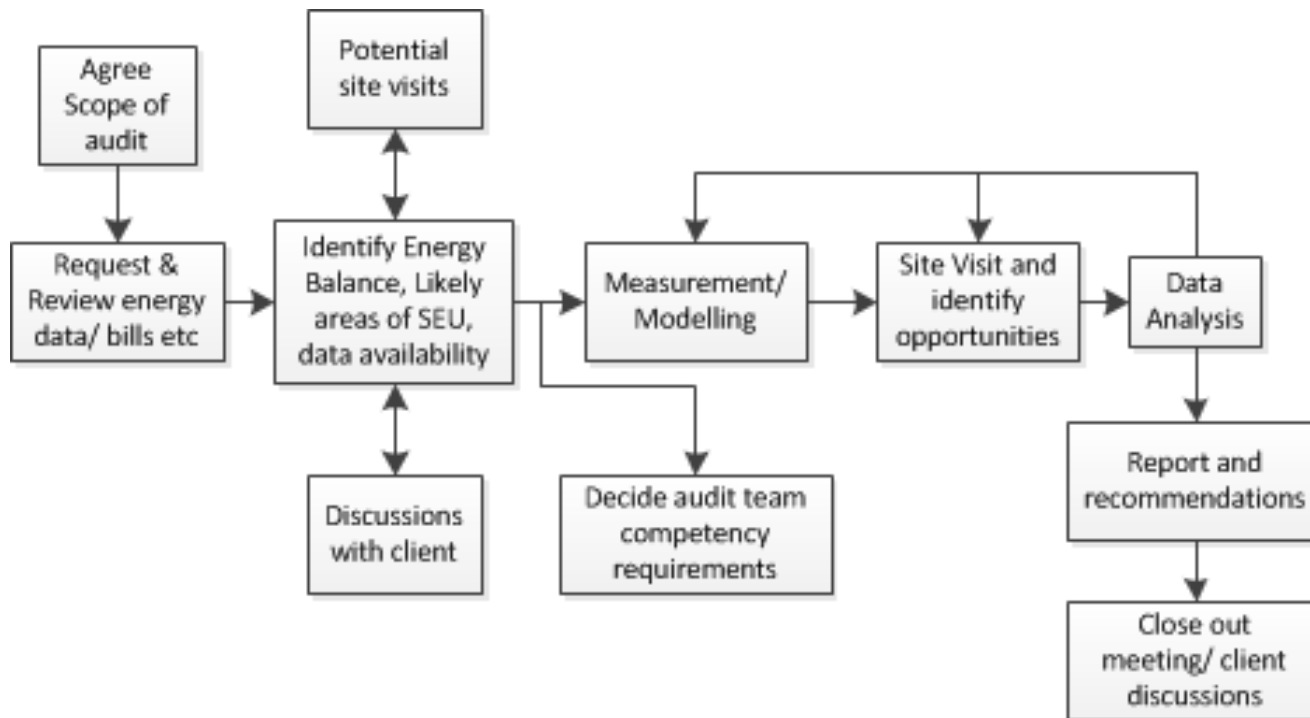 Agree
Scope of
audit
Potential
site visits
Request &
Review energy
data/ bills etc
Identify Energy
Balance, Likely
areas of SEU,
data availability
Measurement/
Modelling
Site Visit and
identify
opportunities
Data
Analysis
Discussions
with client
Decide audit team
competency
requirements
Report and
recommendations
Close out
meeting/ client
discussions